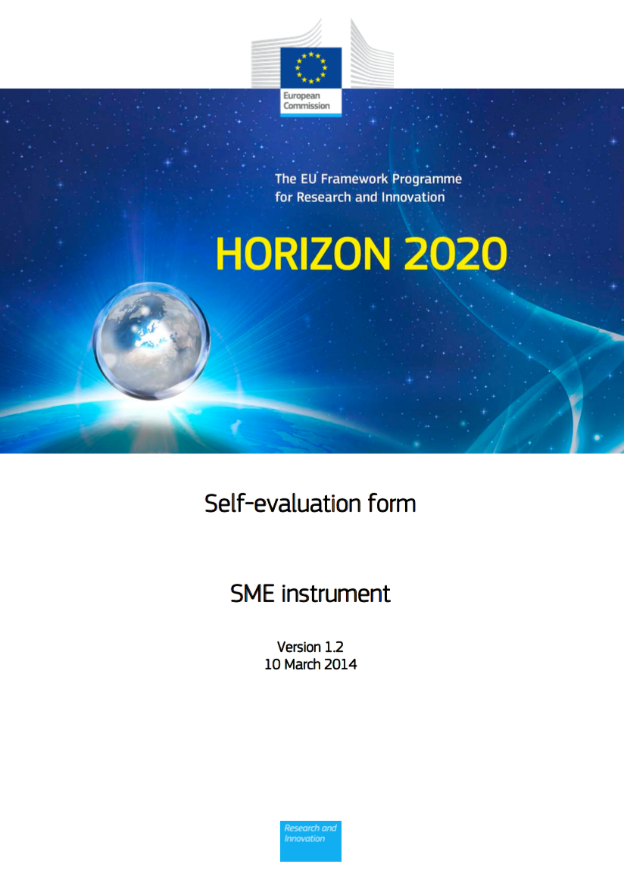 European
Commission
The EU Framework Programme
for Research and Innovation
HORIZON 2020
Self-evaluation form
SME instrument
Version 1.2
10 March 2014
Research and
Innovation